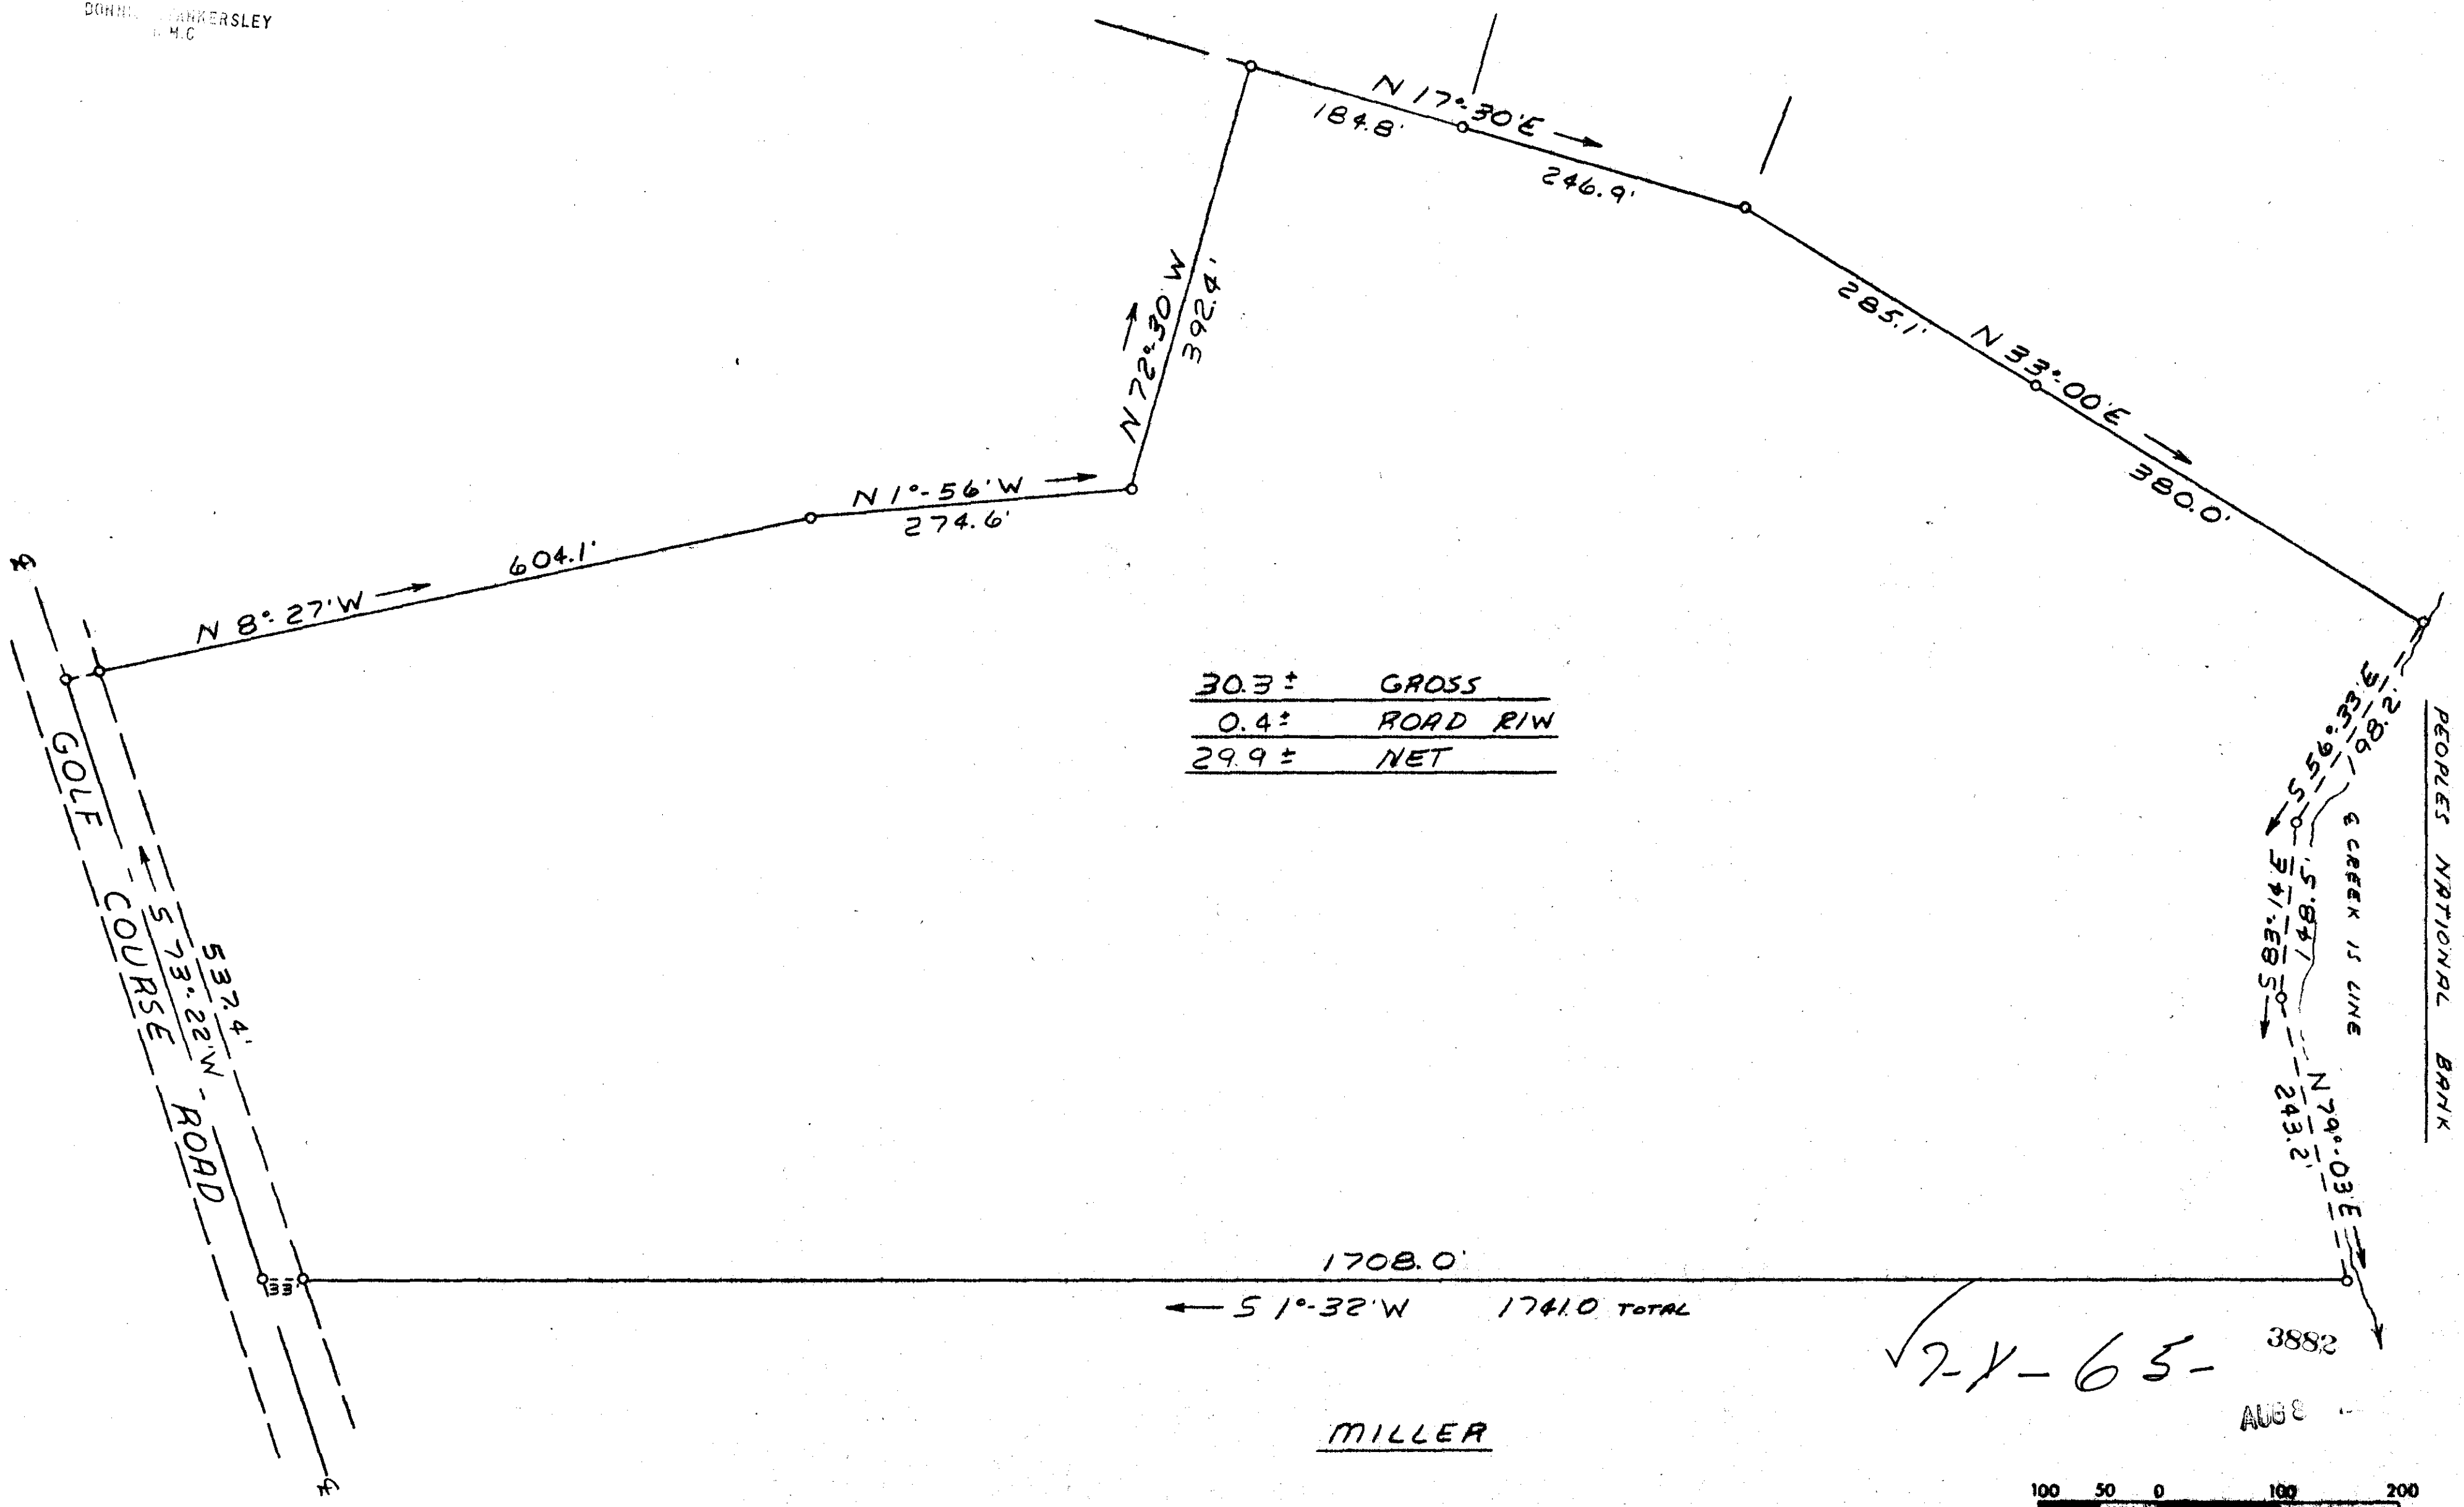 N 17°-30'E
184.8'
246.9'
N 72°-30' W
392.4'
285.1'
N 33°-00'E
380.0'
N 1°-56'W
274.6'
604.1'
N 8°-27'W
30.3± GROSS
0.4± ROAD R/W
29.9± NET
S 56°-33'E
198.2'
PEOPLES NATIONAL BANK
℄ CREEK IS LINE
S 83°-14'E
148.5'
N 79°-03'E
243.2'
GOLF COURSE ROAD
S 73°-22'W
537.4'
33'
1708.0'
S 1°-32'W 1741.0 TOTAL
3882
AUG 8
MILLER
100 50 0 100 200